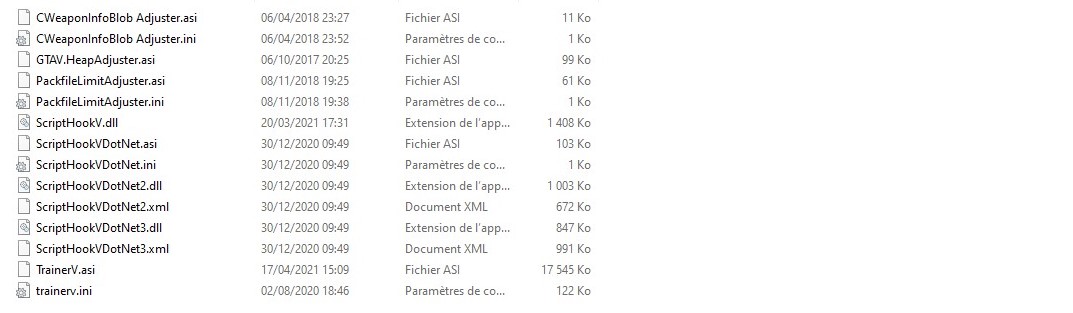 CWeaponInfoBlob Adjuster.asi 06/04/2018 23:27 Fichier ASI 11 Ko
CWeaponInfoBlob Adjuster.ini 06/04/2018 23:52 Paramètres de co... 1 Ko
GTAV.HeapAdjuster.asi 06/10/2017 20:25 Fichier ASI 99 Ko
PackfileLimitAdjuster.asi 08/11/2018 19:25 Fichier ASI 61 Ko
PackfileLimitAdjuster.ini 08/11/2018 19:38 Paramètres de co... 1 Ko
ScriptHookV.dll 20/03/2021 17:31 Extension de l'app... 1 408 Ko
ScriptHookVDotNet.asi 30/12/2020 09:49 Fichier ASI 103 Ko
ScriptHookVDotNet.ini 30/12/2020 09:49 Paramètres de co... 1 Ko
ScriptHookVDotNet2.dll 30/12/2020 09:49 Extension de l'app... 1 003 Ko
ScriptHookVDotNet2.xml 30/12/2020 09:49 Document XML 672 Ko
ScriptHookVDotNet3.dll 30/12/2020 09:49 Extension de l'app... 847 Ko
ScriptHookVDotNet3.xml 30/12/2020 09:49 Document XML 991 Ko
TrainerV.asi 17/04/2021 15:09 Fichier ASI 17 545 Ko
trainerv.ini 02/08/2020 18:46 Paramètres de co... 122 Ko